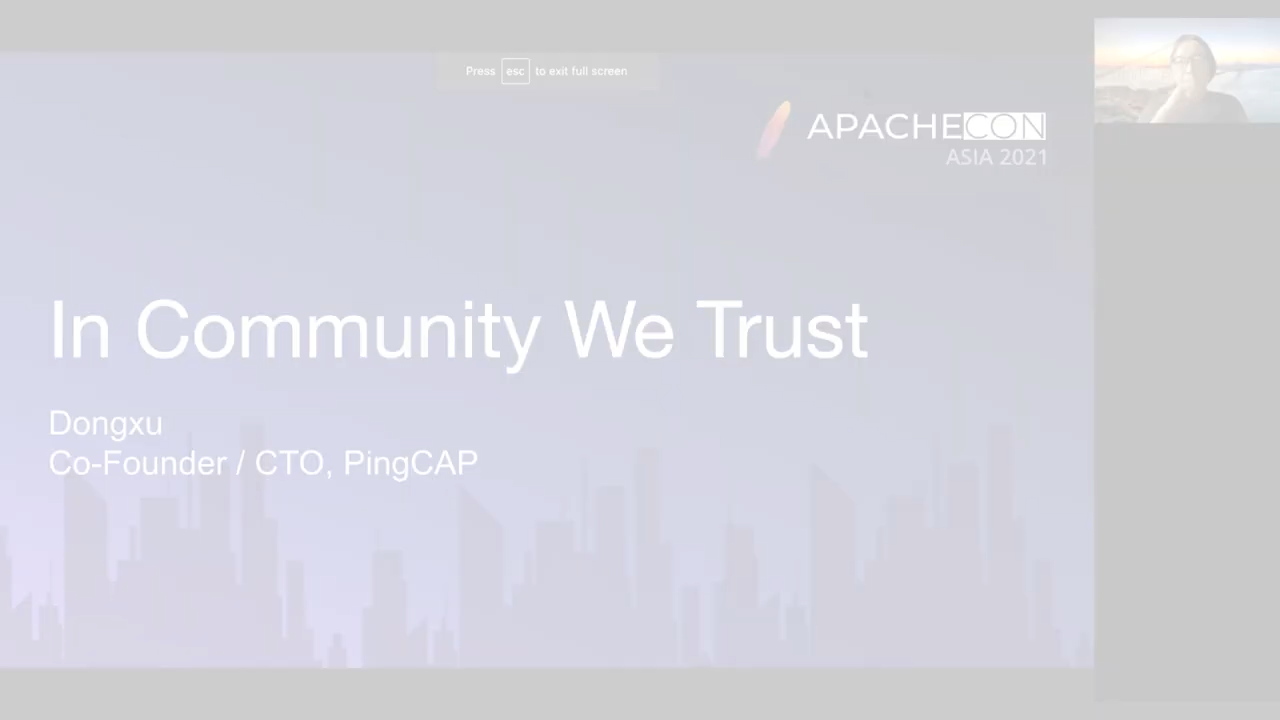 Press esc to exit full screen
APACHECON
ASIA 2021
In Community We Trust
Dongxu
Co-Founder / CTO, PingCAP